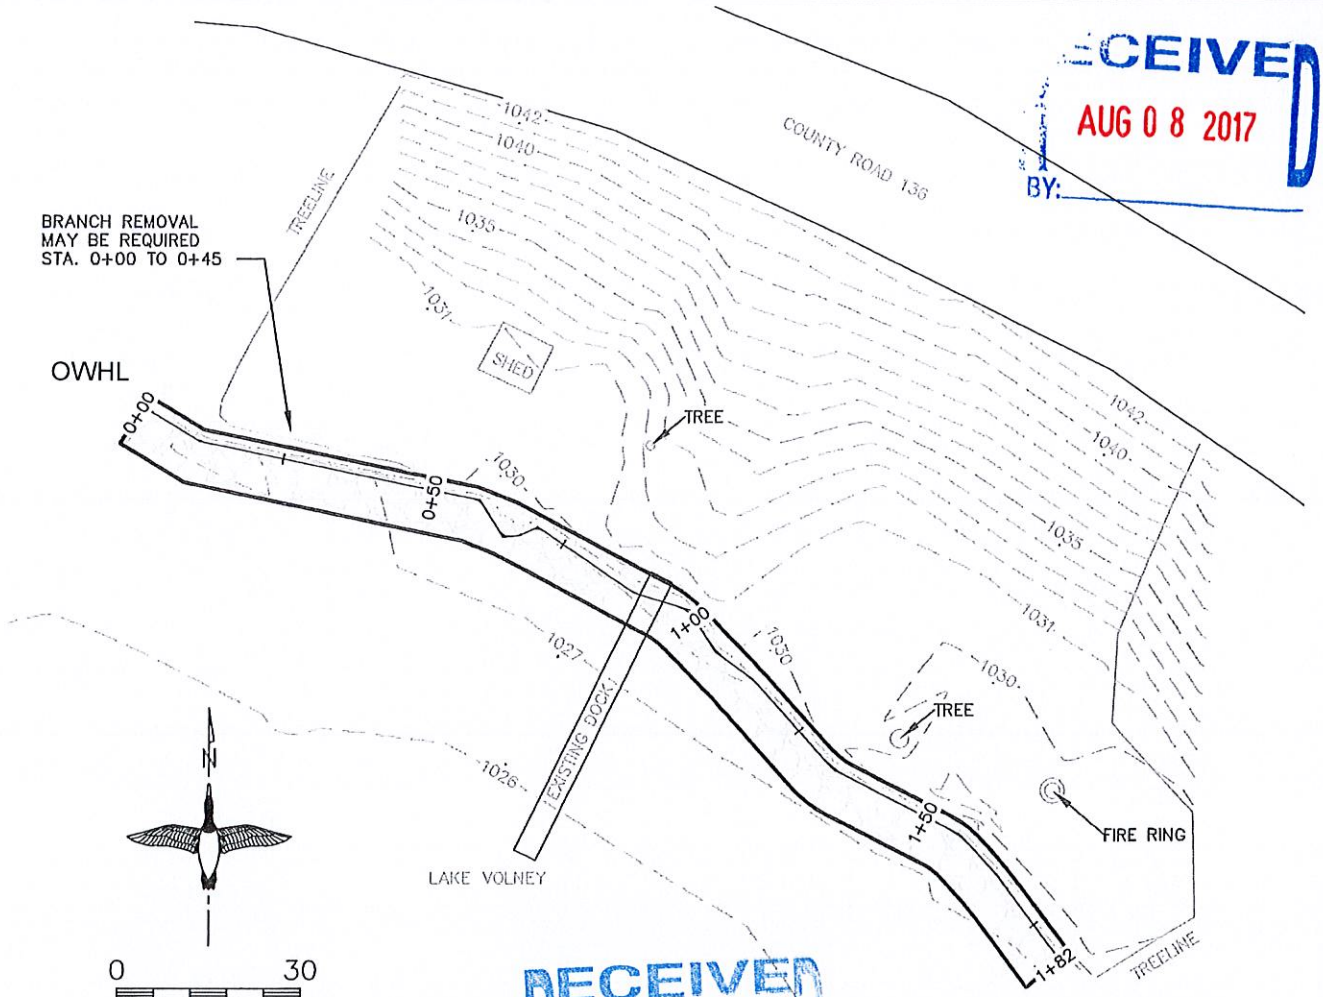 ECEIVED
AUG 08 2017
BY:
COUNTY ROAD 136
1042
1040
1035
1031
TREELINE
BRANCH REMOVAL
MAY BE REQUIRED
STA. 0+00 TO 0+45
SHED
OWHL
0+00
TREE
1042
1040
1035
1031
1030
0+50
1+00
1030
1030
1027
1026
EXISTING DOCK
TREE
1+50
FIRE RING
N
LAKE VOLNEY
1+82
TREELINE
0 30
RECEIVED